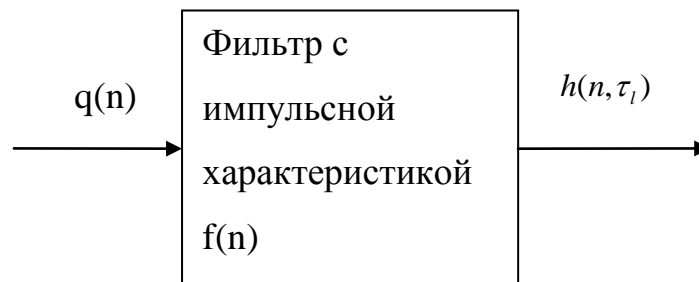 q(n)
Фильтр с
импульсной
характеристикой
f(n)
h(n,τ_l)